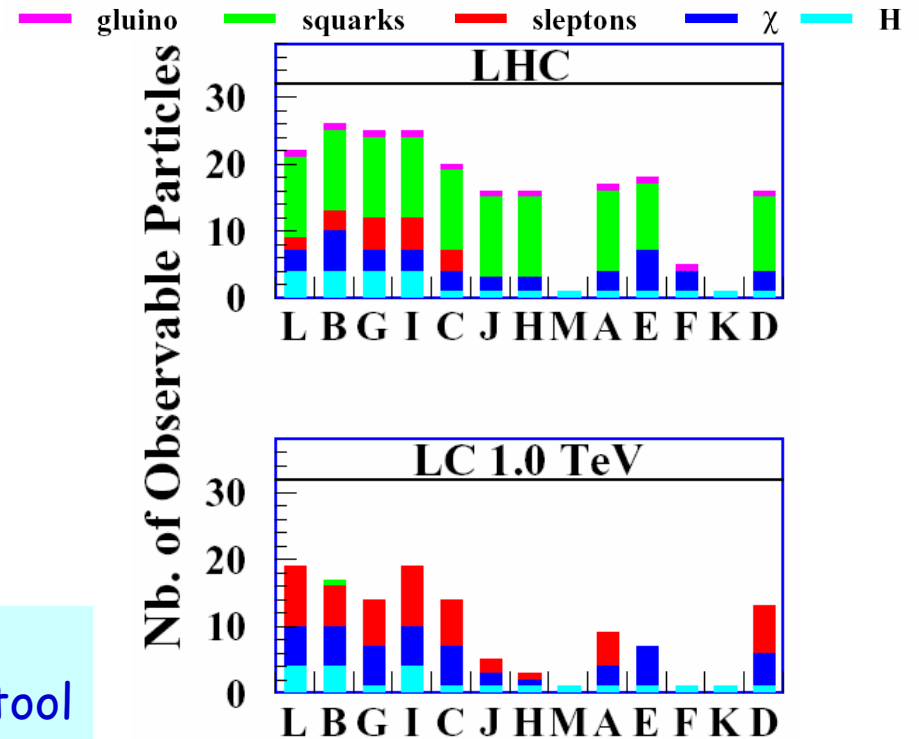 gluino squarks sleptons χ H
Nb. of Observable Particles
LHC
30
20
10
0
L B G I C J H M A E F K D
LC 1.0 TeV
30
20
10
0
L B G I C J H M A E F K D
tool